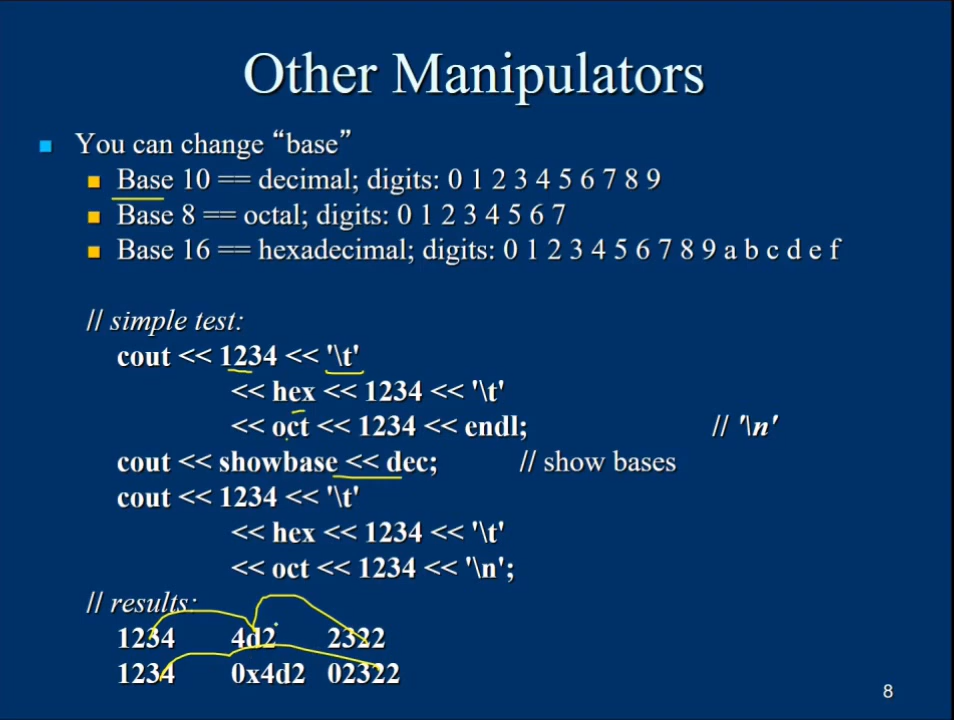 Other Manipulators
You can change “base”
Base 10 == decimal; digits: 0 1 2 3 4 5 6 7 8 9
Base 8 == octal; digits: 0 1 2 3 4 5 6 7
Base 16 == hexadecimal; digits: 0 1 2 3 4 5 6 7 8 9 a b c d e f
// simple test:
cout << 1234 << '\t'
<< hex << 1234 << '\t'
<< oct << 1234 << endl; // '\n'
cout << showbase << dec; // show bases
cout << 1234 << '\t'
<< hex << 1234 << '\t'
<< oct << 1234 << '\n';
// results:
1234 4d2 2322
1234 0x4d2 02322
8